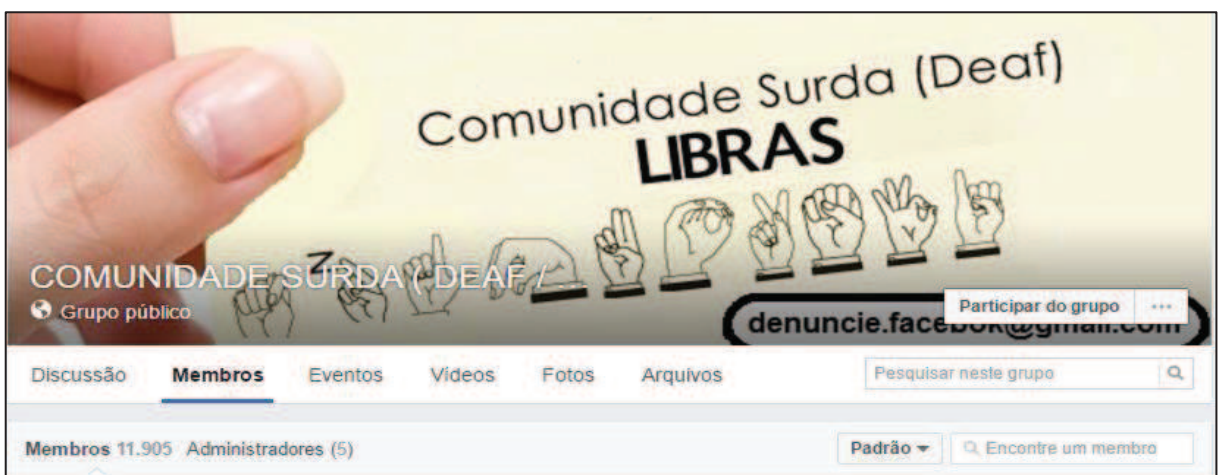 Comunidade Surda (Deaf)
LIBRAS
COMUNIDADE SURDA ( DEAF / ...
Grupo público
Participar do grupo ...
denuncie.facebook@gmail.com
Discussão Membros Eventos Vídeos Fotos Arquivos Pesquisar neste grupo
Membros 11.905 Administradores (5) Padrão Encontre um membro